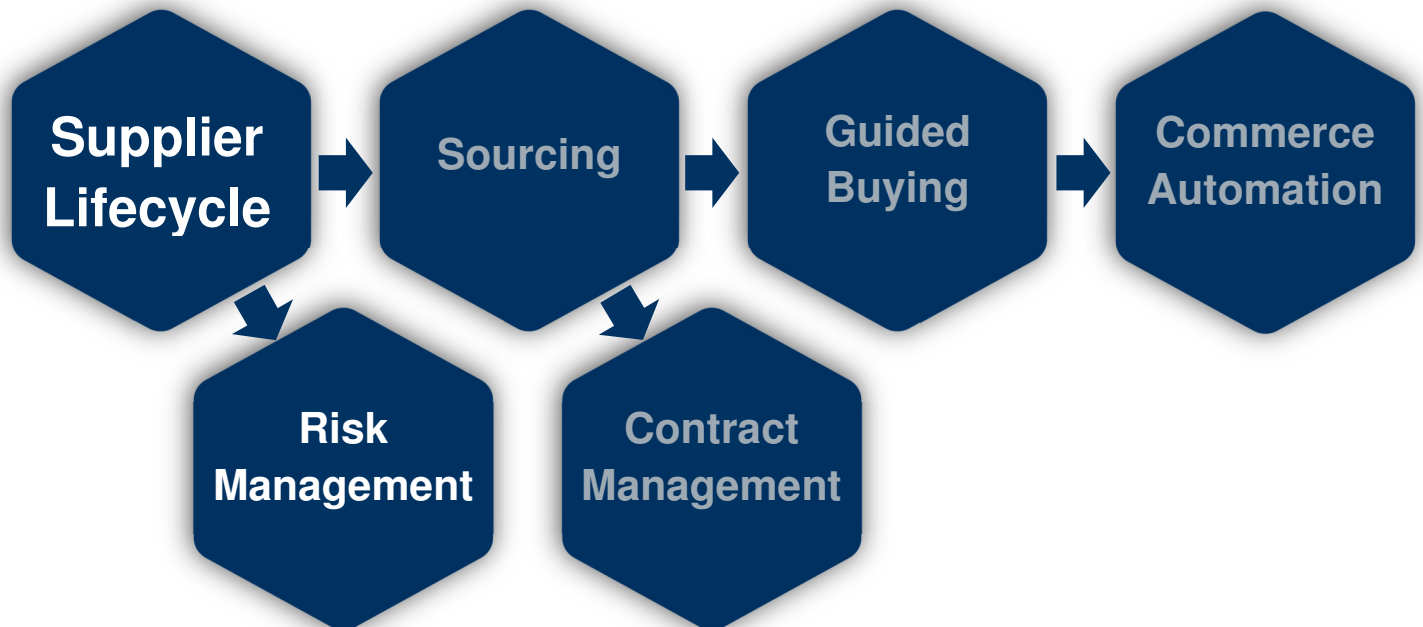 Supplier
Lifecycle
Sourcing
Guided
Buying
Commerce
Automation
Risk
Management
Contract
Management